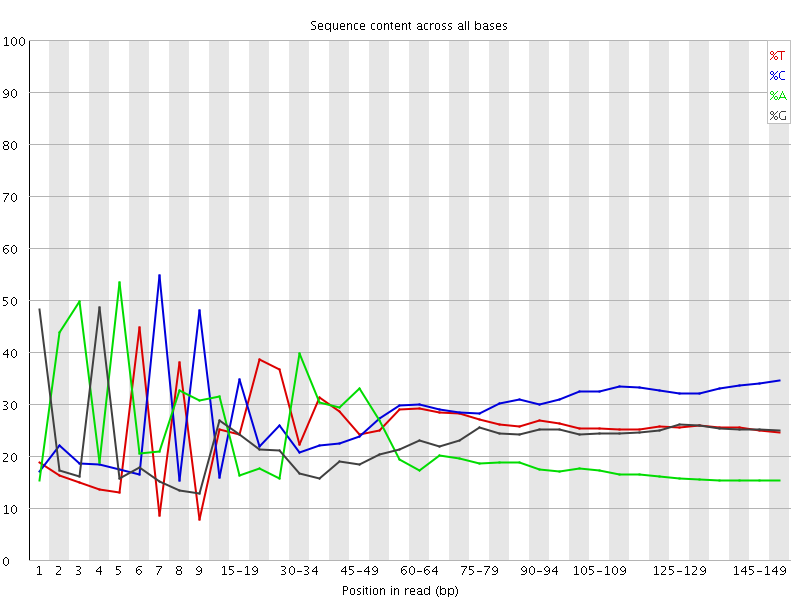 Sequence content across all bases
100
90
80
70
60
50
40
30
20
10
0
%T
%C
%A
%G
1 2 3 4 5 6 7 8 9 15-19 30-34 45-49 60-64 75-79 90-94 105-109 125-129 145-149
Position in read (bp)